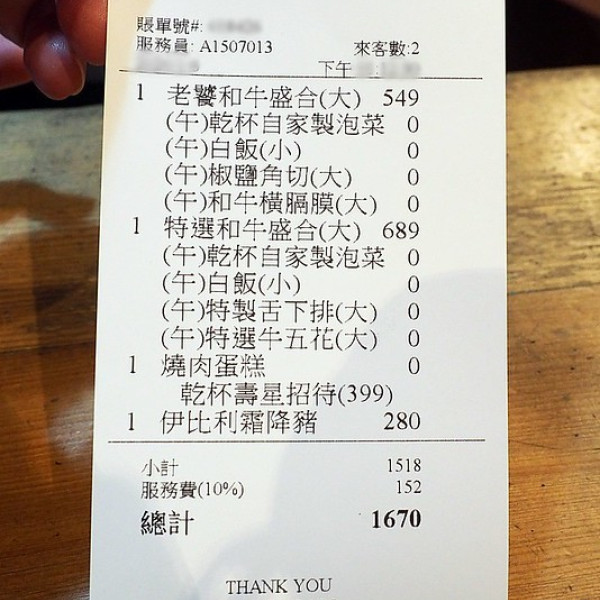 賬單號#:
服務員: A1507013 來客數:2
下午
1 老饕和牛盛合(大) 549
(午)乾杯自家製泡菜 0
(午)白飯(小) 0
(午)椒鹽角切(大) 0
(午)和牛橫膈膜(大) 0
1 特選和牛盛合(大) 689
(午)乾杯自家製泡菜 0
(午)白飯(小) 0
(午)特製舌下排(大) 0
(午)特選牛五花(大) 0
1 燒肉蛋糕 0
乾杯壽星招待(399)
1 伊比利霜降豬 280
小計 1518
服務費(10%) 152
總計 1670
THANK YOU